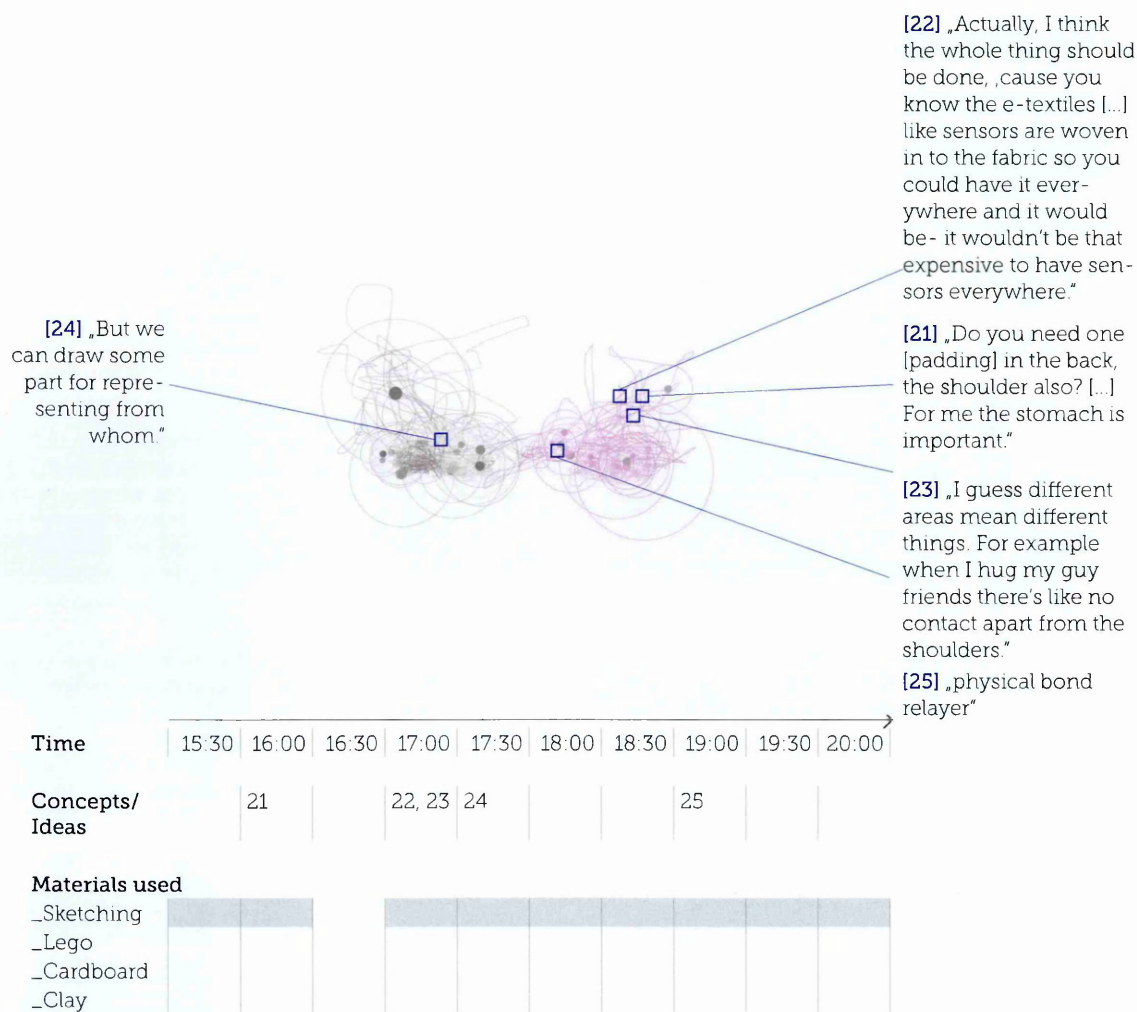 [22] „Actually, I think
the whole thing should
be done, ‚cause you
know the e-textiles [...]
like sensors are woven
in to the fabric so you
could have it ever-
ywhere and it would
be- it wouldn't be that
expensive to have sen-
sors everywhere."
[24] „But we
can draw some
part for repre-
senting from
whom."
[21] „Do you need one
[padding] in the back,
the shoulder also? [...]
For me the stomach is
important."
[23] „I guess different
areas mean different
things. For example
when I hug my guy
friends there's like no
contact apart from the
shoulders."
[25] „physical bond
relayer"
Time 15:30 16:00 16:30 17:00 17:30 18:00 18:30 19:00 19:30 20:00
Concepts/ 21 22, 23 24 25
Ideas
Materials used
_Sketching
_Lego
_Cardboard
_Clay